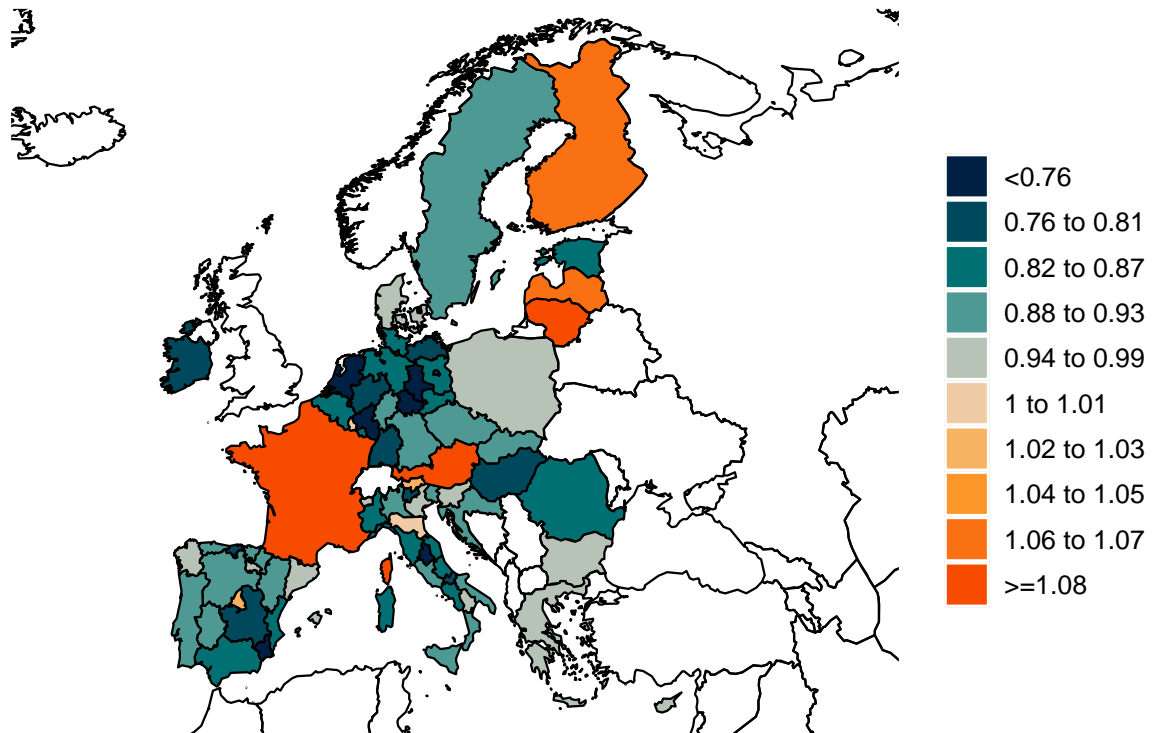 <0.76
0.76 to 0.81
0.82 to 0.87
0.88 to 0.93
0.94 to 0.99
1 to 1.01
1.02 to 1.03
1.04 to 1.05
1.06 to 1.07
>=1.08